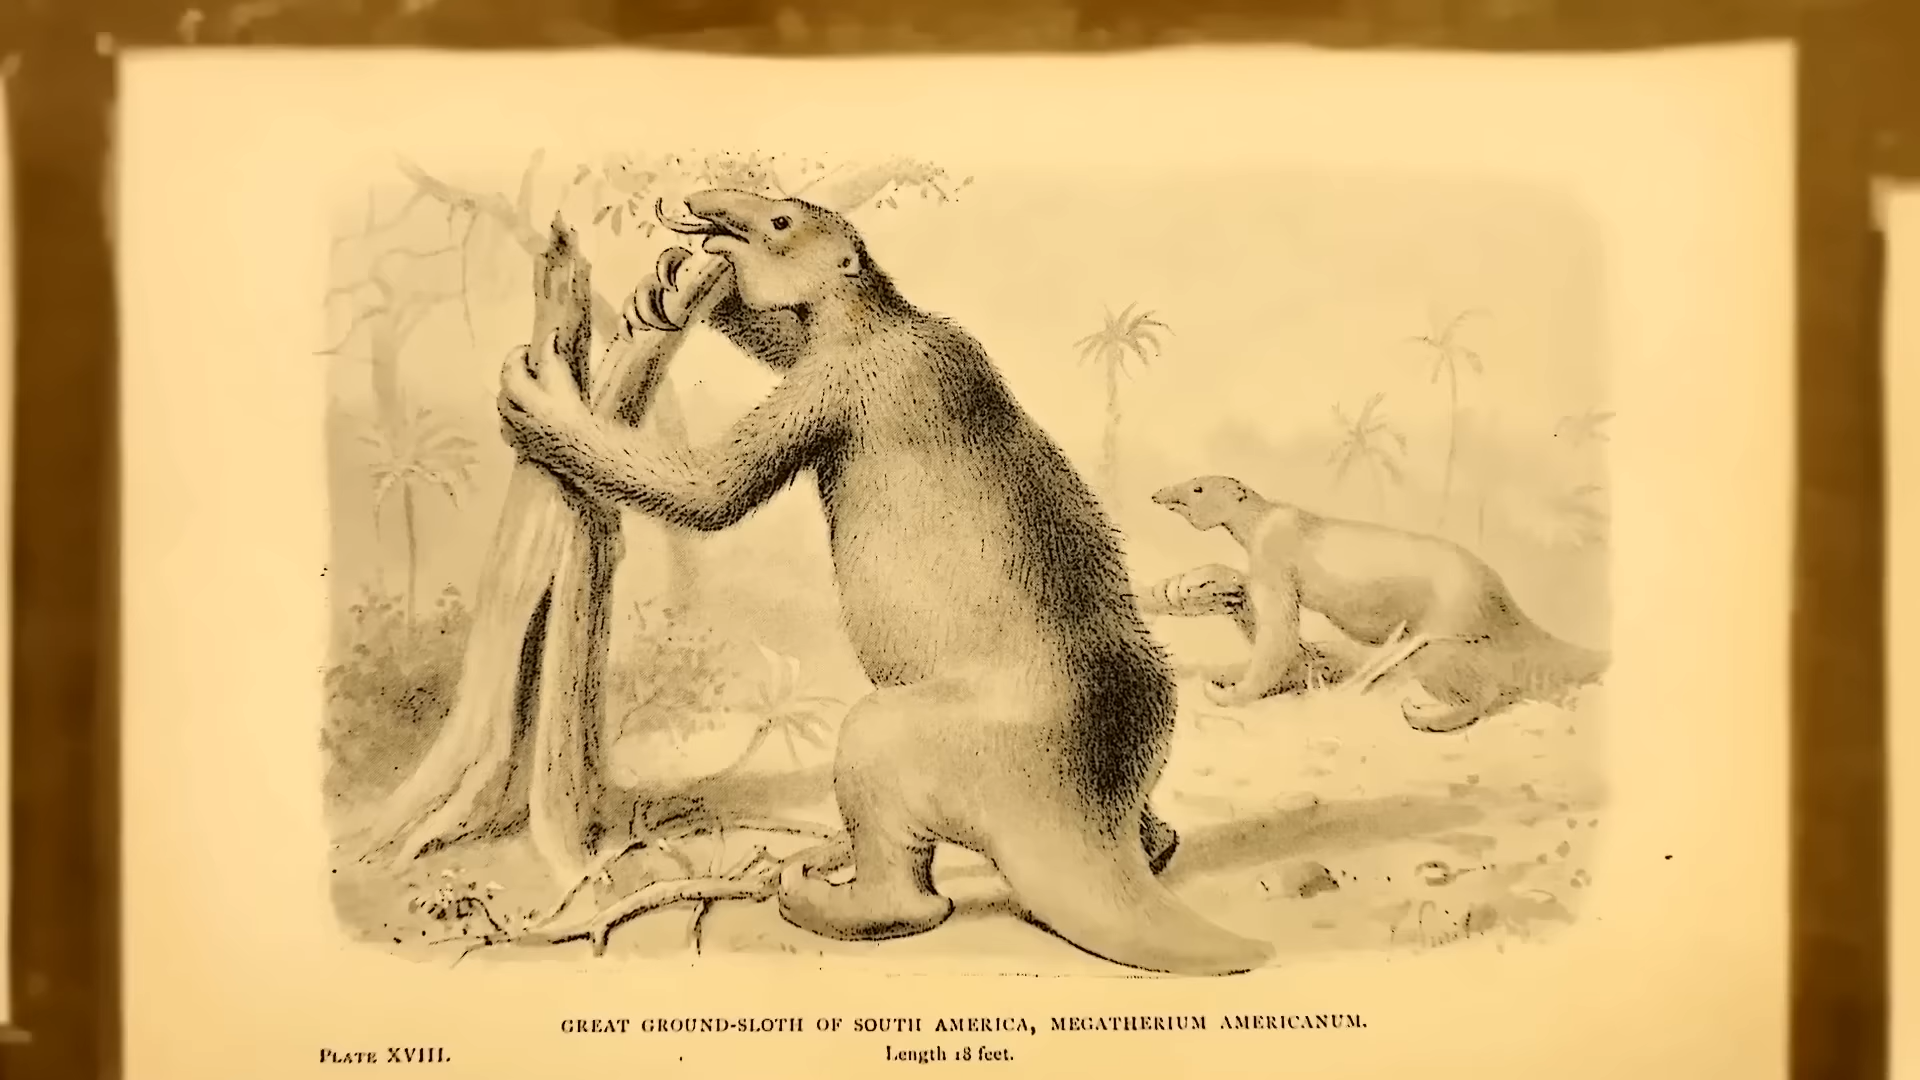 GREAT GROUND-SLOTH OF SOUTH AMERICA, MEGATHERIUM AMERICANUM.
PLATE XVIII.
Length 18 feet.